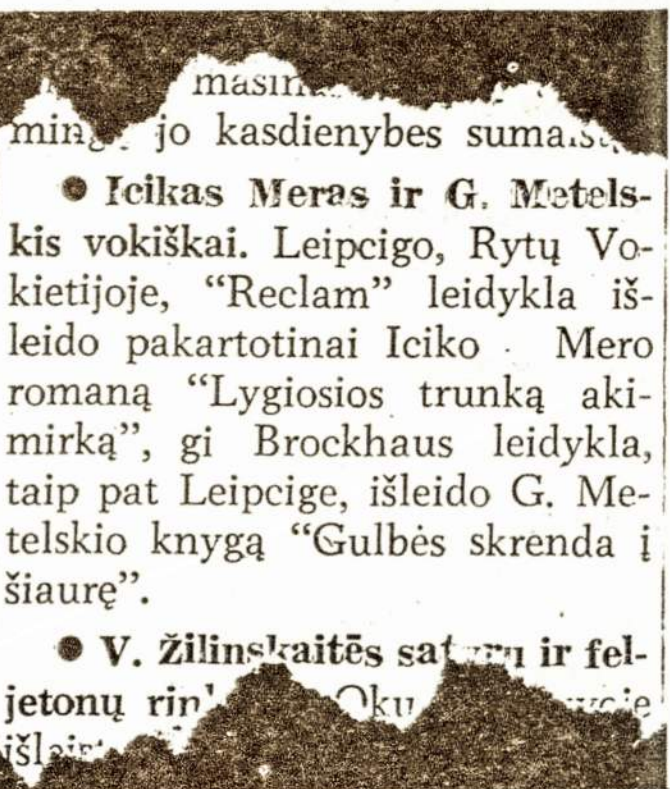 jo kasdienybes
● Icikas Meras ir G. Metels-
kis vokiškai. Leipcigo, Rytų Vo-
kietijoje, “Reclam” leidykla iš-
leido pakartotinai Iciko Mero
romaną “Lygiosios trunką aki-
mirką”, gi Brockhaus leidykla,
taip pat Leipcige, išleido G. Me-
telskio knygą “Gulbės skrenda į
šiaurę”.
● V. Žilinskaitės ir fel-
jetonų